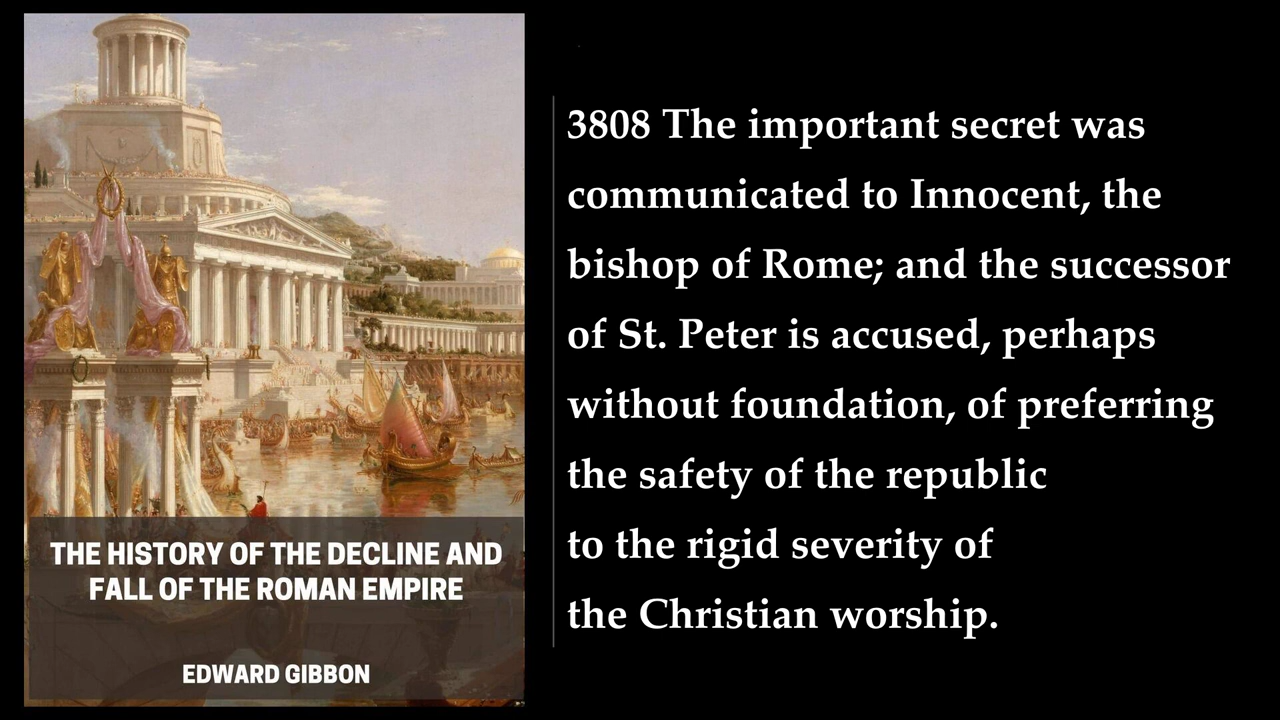 THE HISTORY OF THE DECLINE AND
FALL OF THE ROMAN EMPIRE
EDWARD GIBBON
3808 The important secret was
communicated to Innocent, the
bishop of Rome; and the successor
of St. Peter is accused, perhaps
without foundation, of preferring
the safety of the republic
to the rigid severity of
the Christian worship.